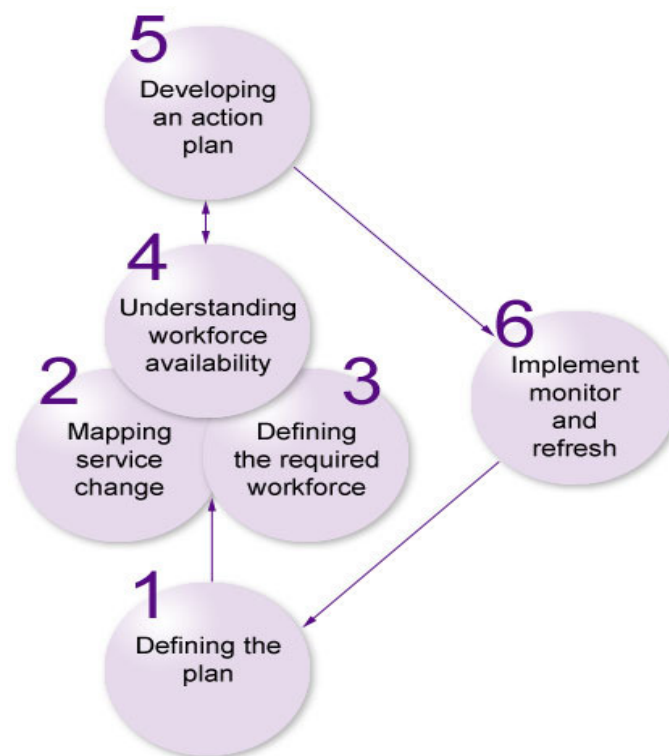 5
Developing
an action
plan
4
Understanding
workforce
availability
2
Mapping
service
change
3
Defining
the required
workforce
6
Implement
monitor
and
refresh
1
Defining the
plan